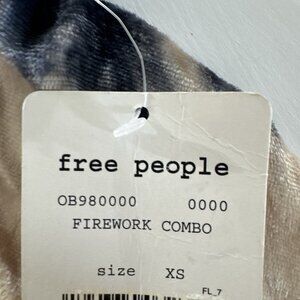 free people
OB980000 0000
FIREWORK COMBO
size XS
FL_7